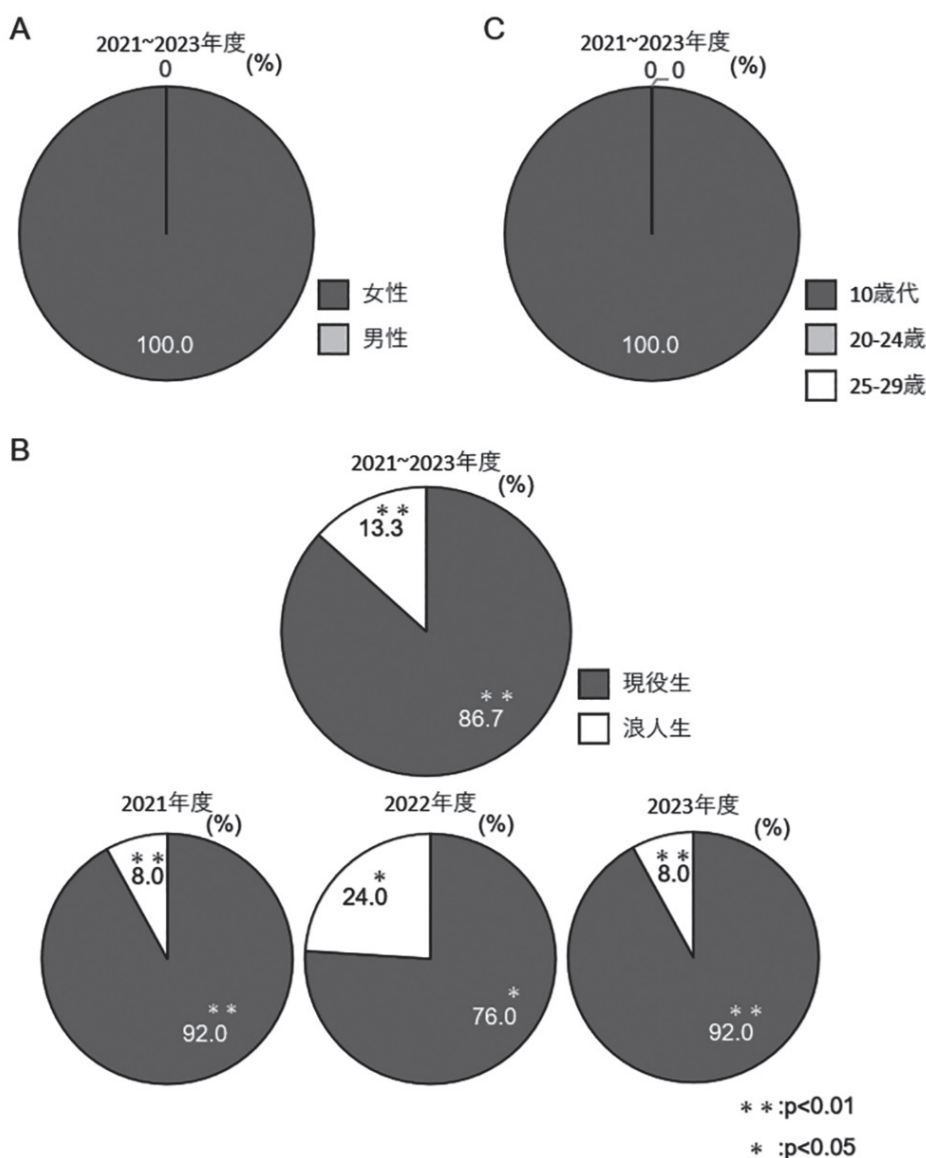 A
2021~2023年度
(%)
0
100.0
女性
男性
C
2021~2023年度
(%)
0 0
100.0
10歳代
20-24歳
25-29歳
B
2021~2023年度
(%)
**
13.3
**
86.7
現役生
浪人生
2021年度
(%)
**
8.0
**
92.0
2022年度
(%)
*
24.0
*
76.0
2023年度
(%)
**
8.0
**
92.0
**:p<0.01
* :p<0.05